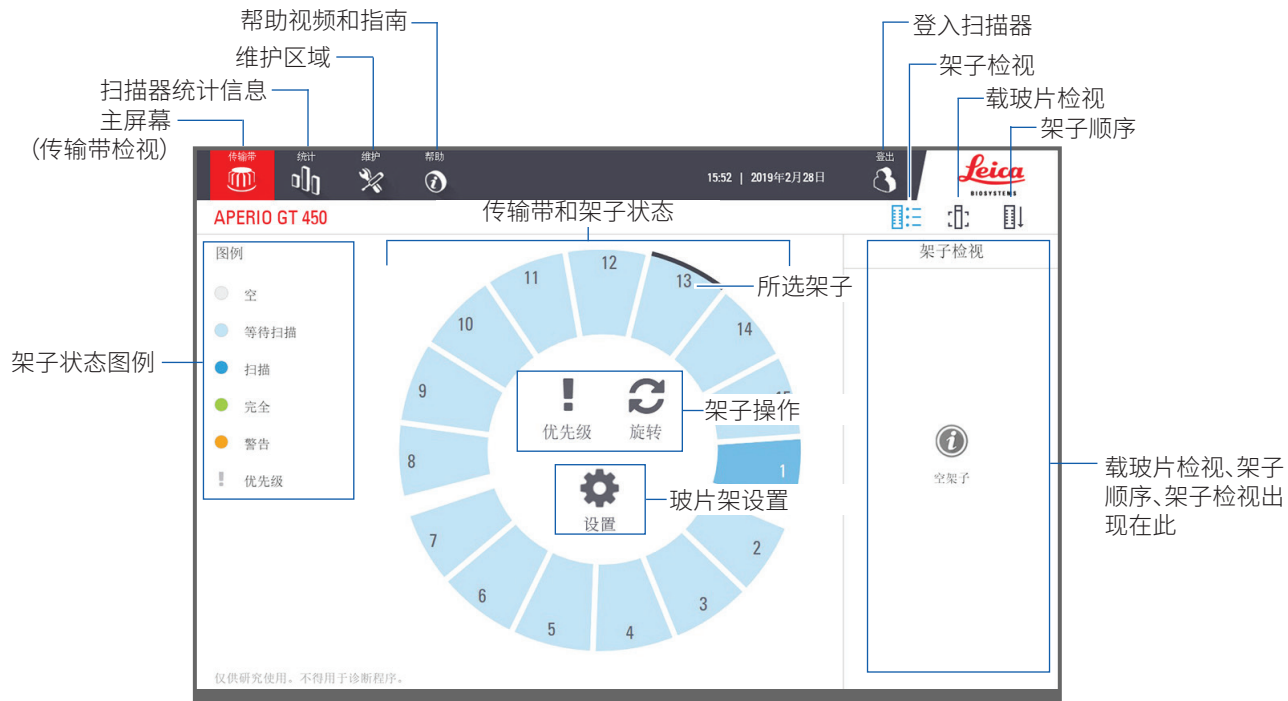 帮助视频和指南
维护区域
扫描器统计信息
主屏幕
(传输带检视)
登入扫描器
架子检视
载玻片检视
架子顺序
传输带
统计
维护
帮助
15:52 | 2019年2月28日
登出
Leica
BIOSYSTEMS
APERIO GT 450
传输带和架子状态
图例
空
等待扫描
扫描
完全
警告
优先级
架子状态图例
11
12
13
所选架子
10
14
9
15
8
1
7
2
6
3
5
4
优先级
旋转
架子操作
设置
玻片架设置
架子检视
空架子
载玻片检视、架子
顺序、架子检视出
现在此
仅供研究使用。不得用于诊断程序。